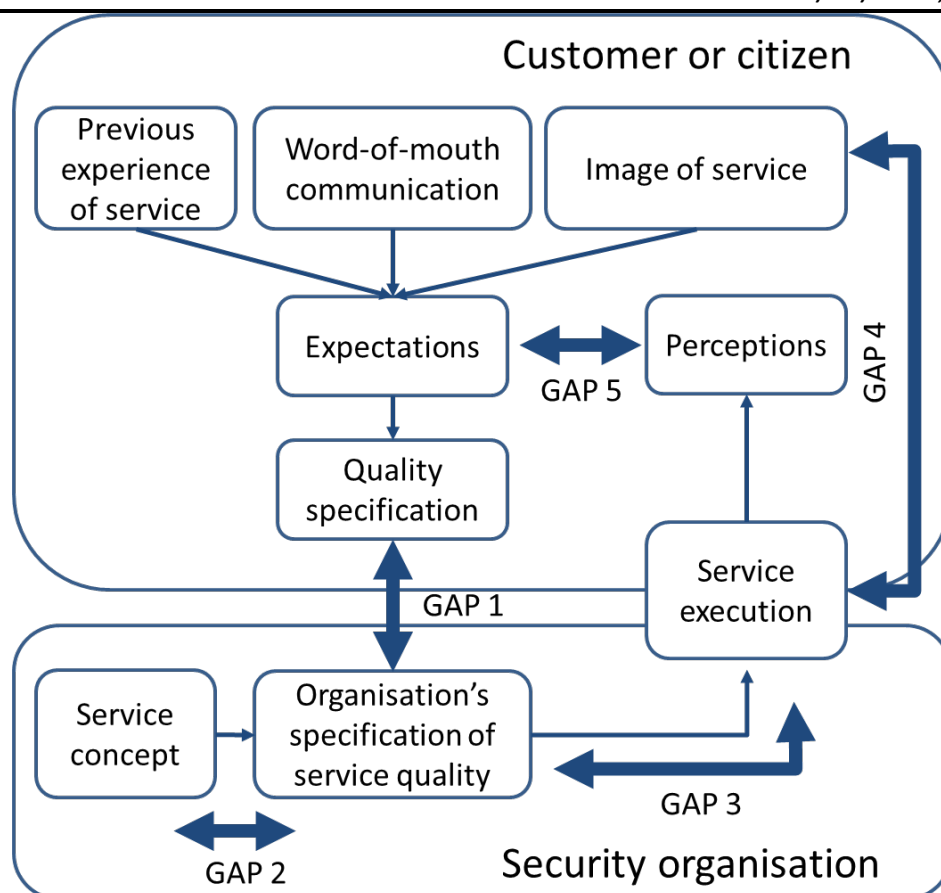 Customer or citizen
Previous
experience
of service
Word-of-mouth
communication
Image of service
Expectations
GAP 5
Perceptions
GAP 4
Quality
specification
GAP 1
Service
execution
Service
concept
Organisation's
specification of
service quality
GAP 3
GAP 2
Security organisation